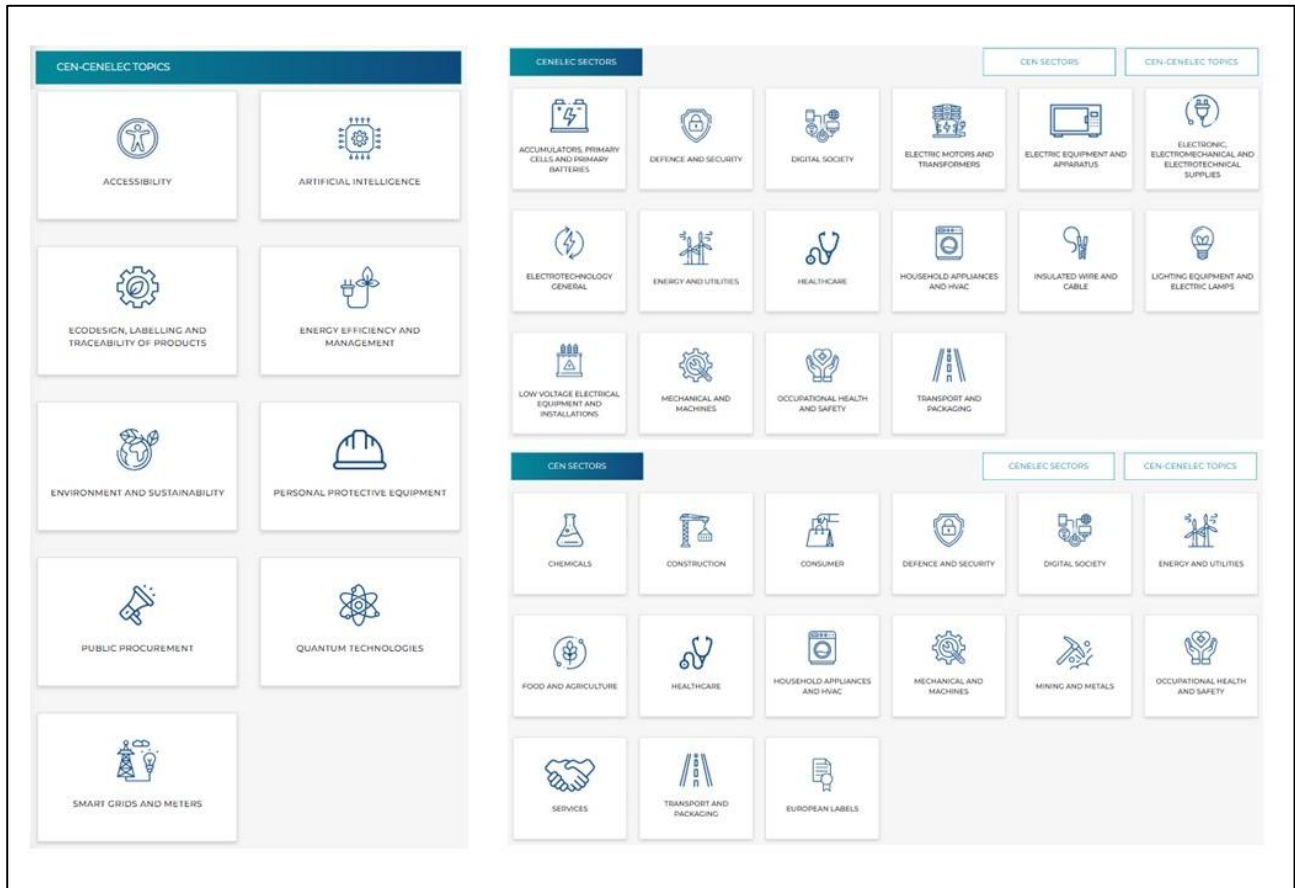 CEN-CENELEC TOPICS
ACCESSIBILITY
ARTIFICIAL INTELLIGENCE
ECODESIGN, LABELLING AND
TRACEABILITY OF PRODUCTS
ENERGY EFFICIENCY AND
MANAGEMENT
ENVIRONMENT AND SUSTAINABILITY
PERSONAL PROTECTIVE EQUIPMENT
PUBLIC PROCUREMENT
QUANTUM TECHNOLOGIES
SMART GRIDS AND METERS
CENELEC SECTORS
CEN SECTORS
CEN-CENELEC TOPICS
ACCUMULATORS, PRIMARY
CELLS AND PRIMARY
BATTERIES
DEFENCE AND SECURITY
DIGITAL SOCIETY
ELECTRIC MOTORS AND
TRANSFORMERS
ELECTRIC EQUIPMENT AND
APPARATUS
ELECTRONIC,
ELECTROMECHANICAL AND
ELECTROTECHNICAL
SUPPLIES
ELECTROTECHNOLOGY
GENERAL
ENERGY AND UTILITIES
HEALTHCARE
HOUSEHOLD APPLIANCES
AND HVAC
INSULATED WIRE AND
CABLE
LIGHTING EQUIPMENT AND
ELECTRIC LAMPS
LOW VOLTAGE ELECTRICAL
EQUIPMENT AND
INSTALLATIONS
MECHANICAL AND
MACHINES
OCCUPATIONAL HEALTH
AND SAFETY
TRANSPORT AND
PACKAGING
CEN SECTORS
CENELEC SECTORS
CEN-CENELEC TOPICS
CHEMICALS
CONSTRUCTION
CONSUMER
DEFENCE AND SECURITY
DIGITAL SOCIETY
ENERGY AND UTILITIES
FOOD AND AGRICULTURE
HEALTHCARE
HOUSEHOLD APPLIANCES
AND HVAC
MECHANICAL AND
MACHINES
MINING AND METALS
OCCUPATIONAL HEALTH
AND SAFETY
SERVICES
TRANSPORT AND
PACKAGING
EUROPEAN LABELS